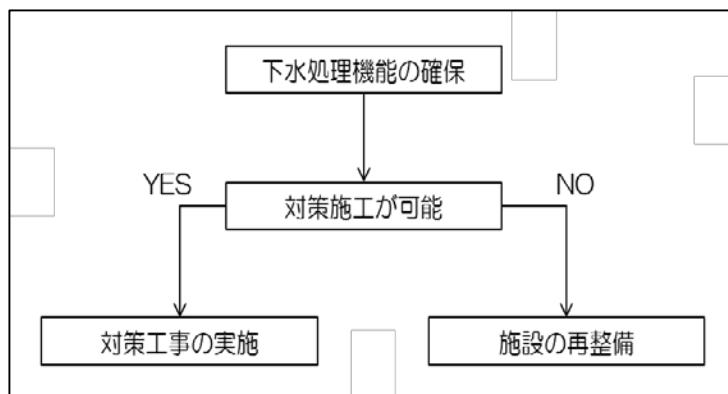 下水処理機能の確保
YES
NO
対策施工が可能
対策工事の実施
施設の再整備